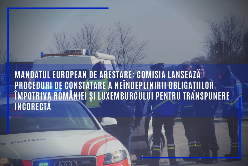 MANDATUL EUROPEAN DE ARESTARE: COMISIA LANSEAZĂ
PROCEDURI DE CONSTATARE A NEÎNDEPLINIRII OBLIGAȚIILOR
ÎMPOTRIVA ROMÂNIEI ȘI LUXEMBURGULUI PENTRU TRANSPUNERE
INCORECTĂ